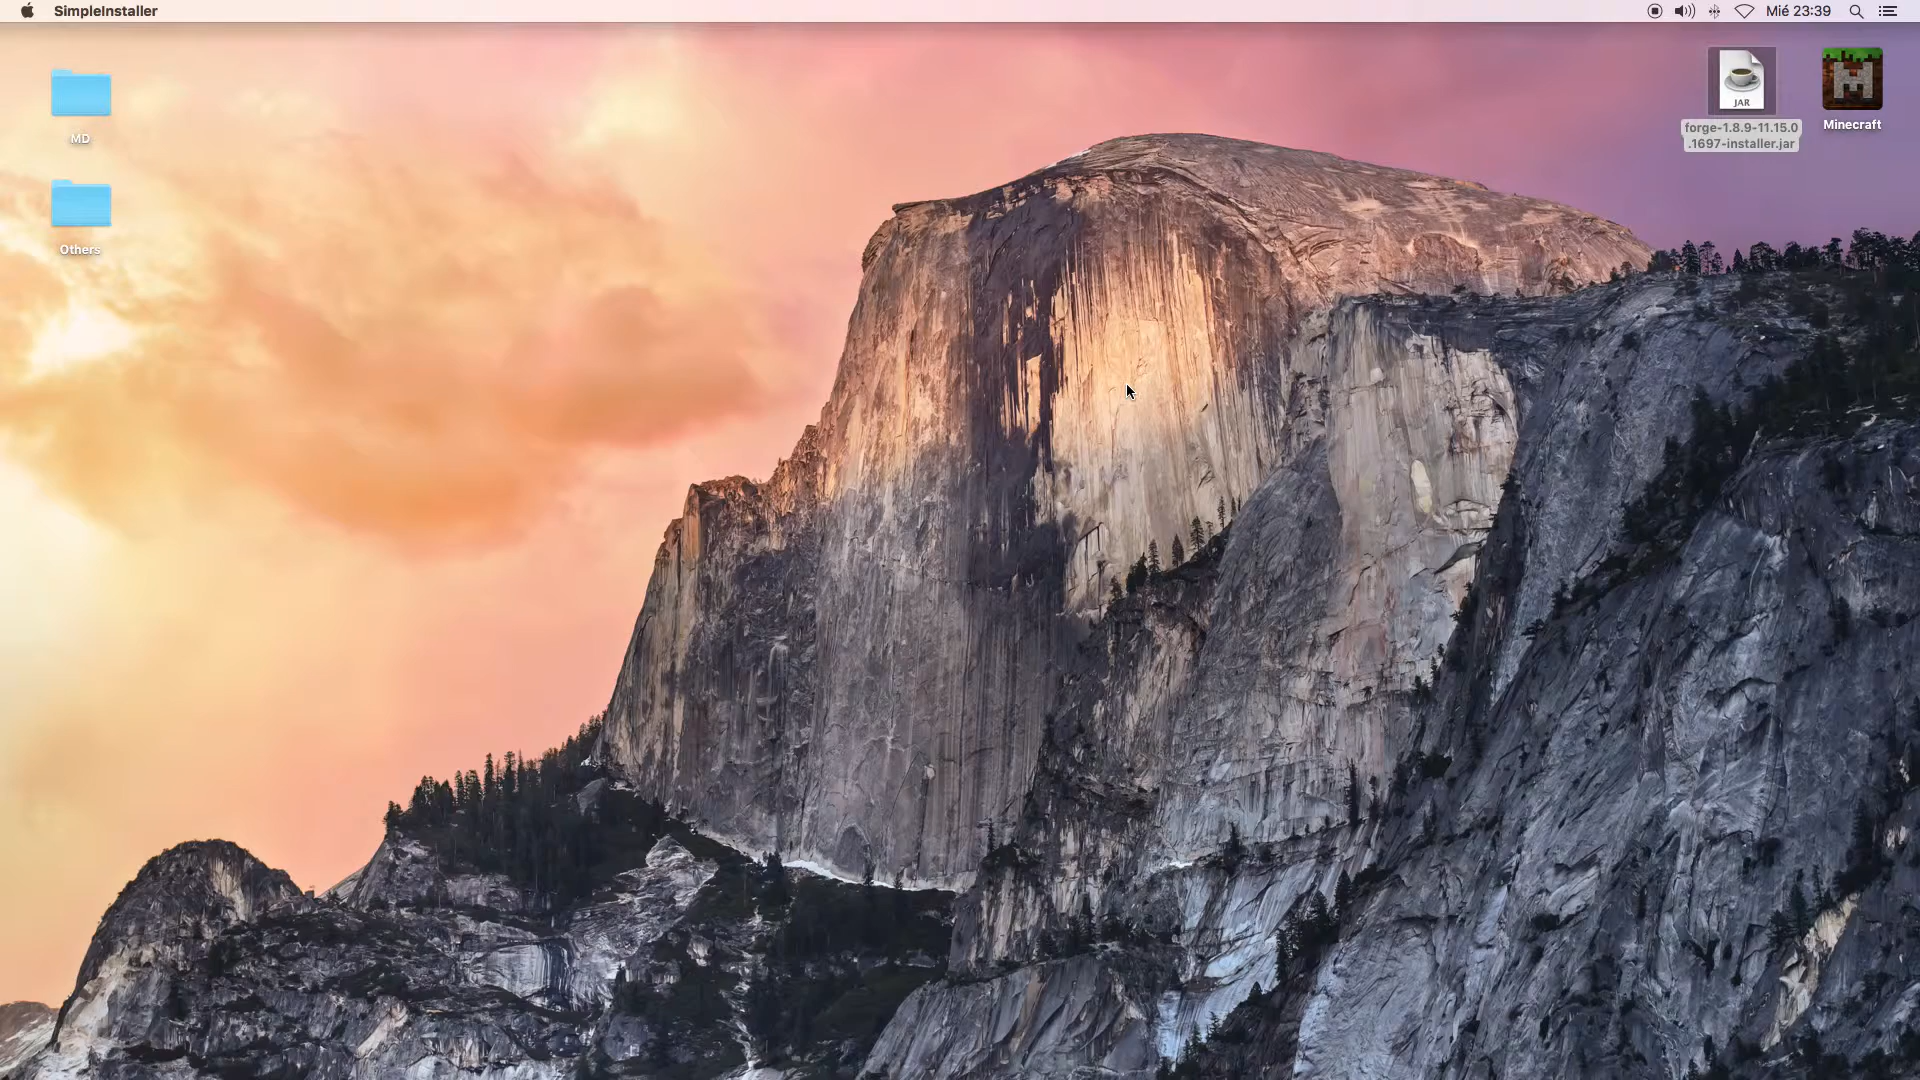 SimpleInstaller
Mié 23:39
MD
Others
JAR
forge-1.8.9-11.15.0
.1697-installer.jar
Minecraft